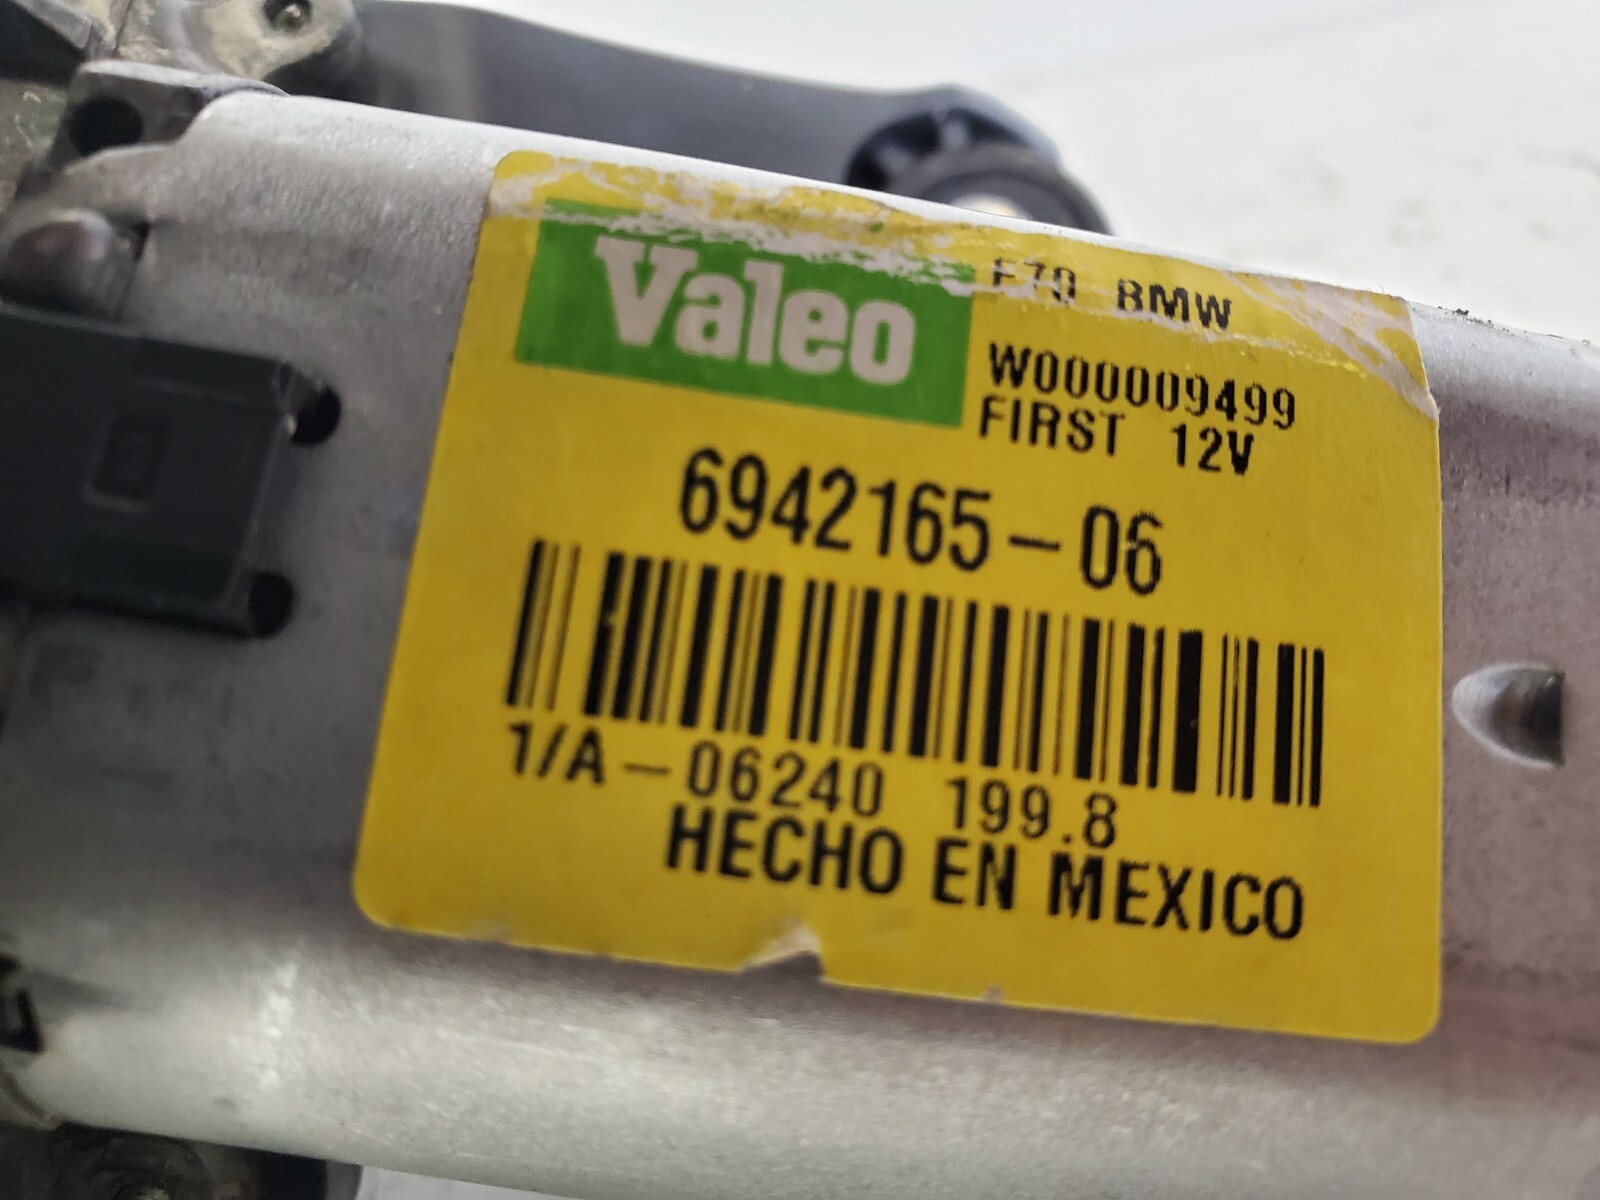 Valeo
E70 BMW
W000009499
FIRST 12V
6942165-06
1/A-06240 199.8
HECHO EN MEXICO